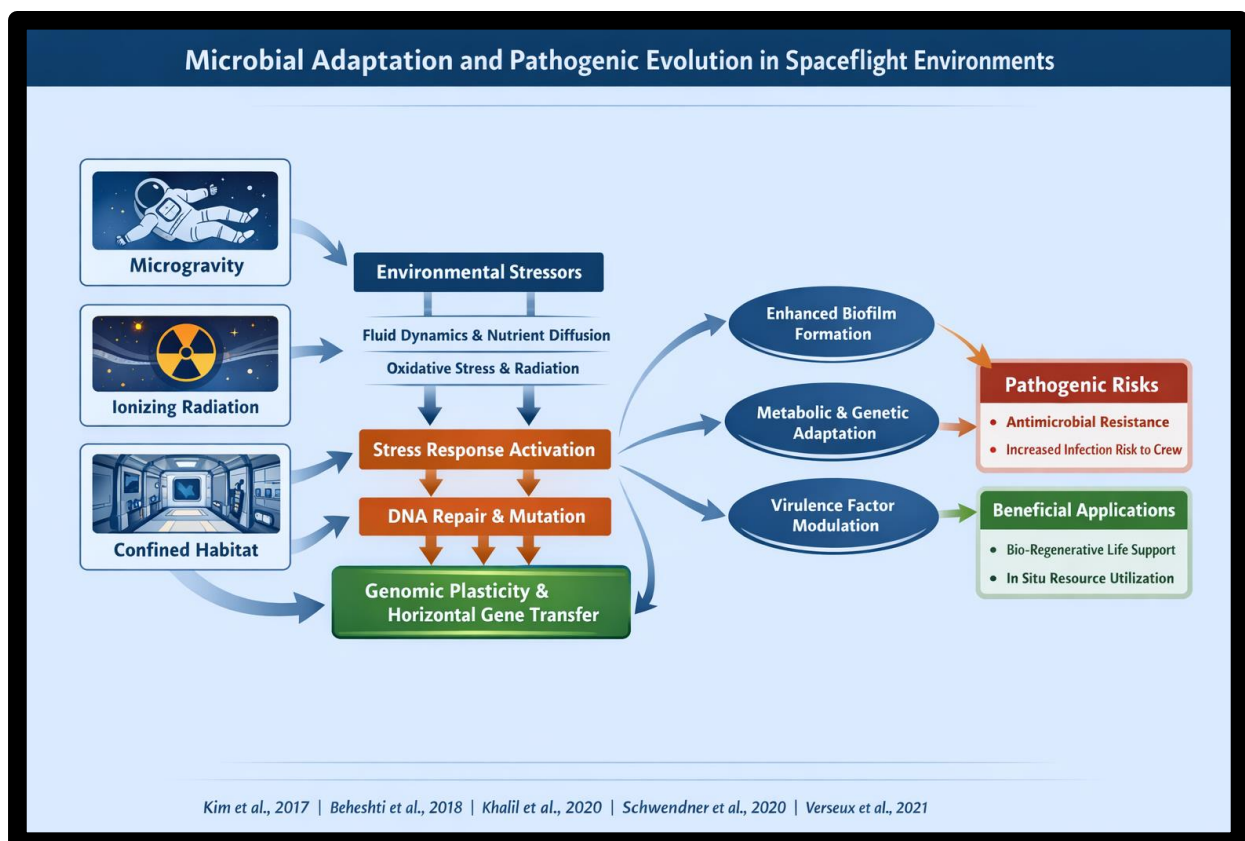 Microbial Adaptation and Pathogenic Evolution in Spaceflight Environments
Microgravity
Ionizing Radiation
Confined Habitat
Environmental Stressors
Fluid Dynamics & Nutrient Diffusion
Oxidative Stress & Radiation
Stress Response Activation
DNA Repair & Mutation
Genomic Plasticity &
Horizontal Gene Transfer
Enhanced Biofilm
Formation
Metabolic & Genetic
Adaptation
Virulence Factor
Modulation
Pathogenic Risks
• Antimicrobial Resistance
• Increased Infection Risk to Crew
Beneficial Applications
• Bio-Regenerative Life Support
• In Situ Resource Utilization
Kim et al., 2017 | Beheshti et al., 2018 | Khalil et al., 2020 | Schwendner et al., 2020 | Verseux et al., 2021